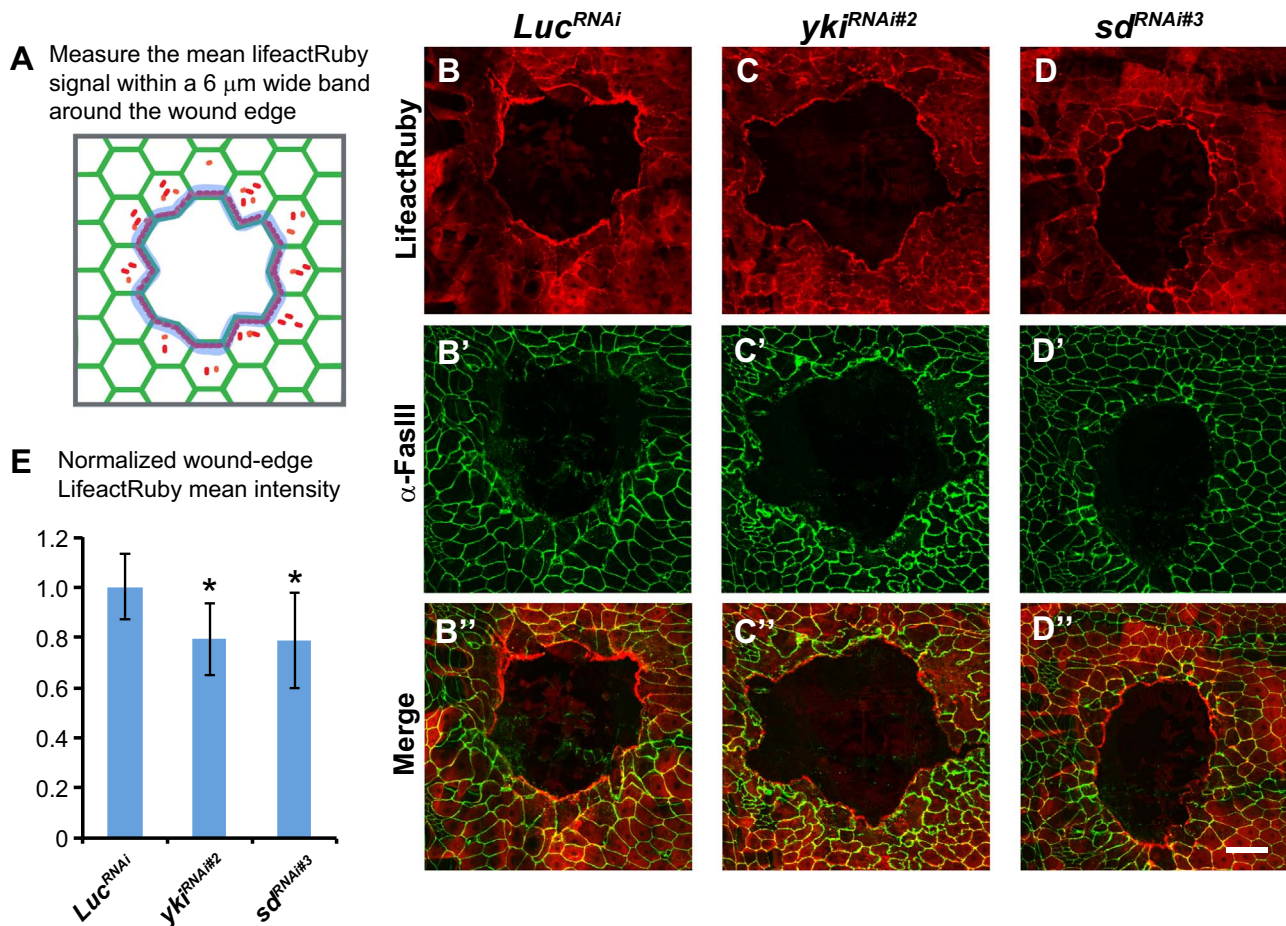 A Measure the mean lifeactRuby
signal within a 6 μm wide band
around the wound edge
Luc^RNAi
yki^RNAi#2
sd^RNAi#3
LifeactRuby
B
C
D
α-FasIII
B’
C’
D’
Merge
B’’
C’’
D’’
E Normalized wound-edge
LifeactRuby mean intensity
1.2
1.0
0.8
0.6
0.4
0.2
0
*
*
Luc^RNAi
yki^RNAi#2
sd^RNAi#3